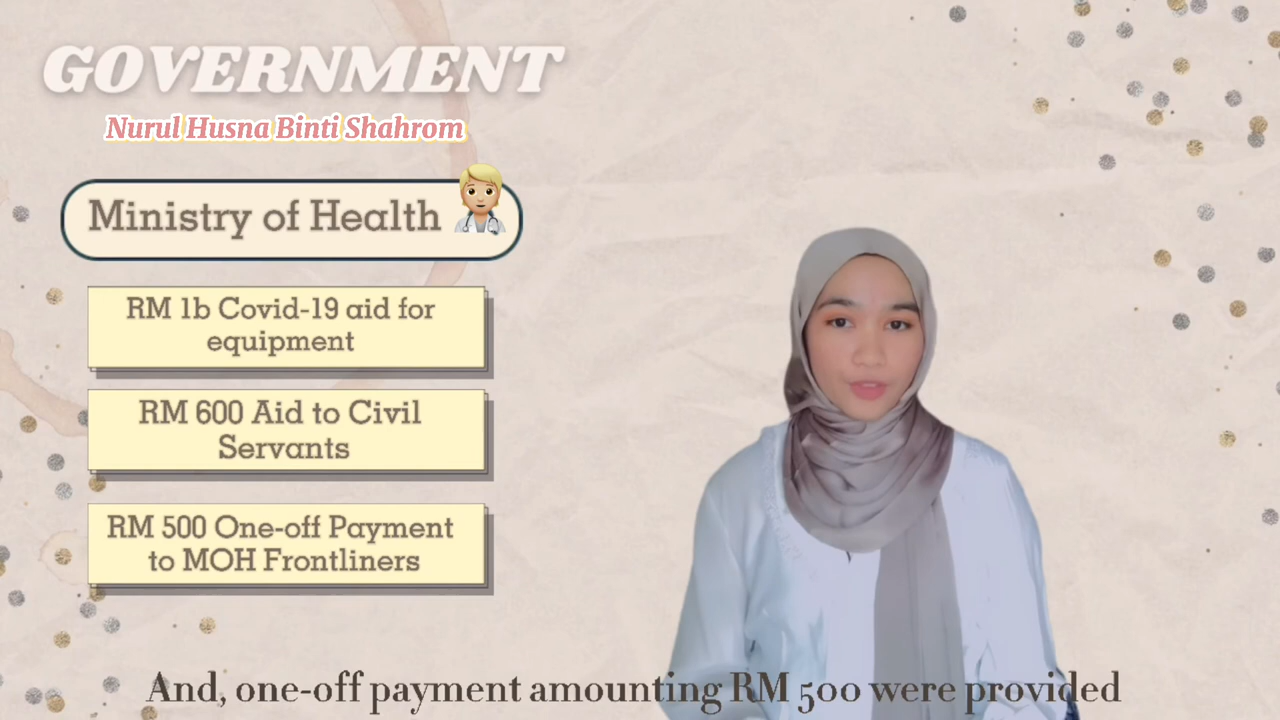 GOVERNMENT
Nurul Husna Binti Shahrom
Ministry of Health
RM 1b Covid-19 aid for
equipment
RM 600 Aid to Civil
Servants
RM 500 One-off Payment
to MOH Frontliners
And, one-off payment amounting RM 500 were provided